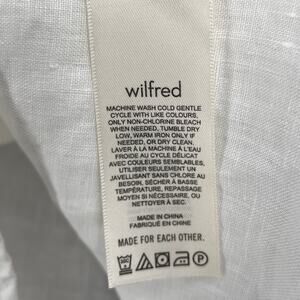 wilfred
MACHINE WASH COLD GENTLE
CYCLE WITH LIKE COLOURS,
ONLY NON-CHLORINE BLEACH
WHEN NEEDED, TUMBLE DRY
LOW, WARM IRON ONLY IF
NEEDED, OR DRY CLEAN.
LAVER À LA MACHINE À L'EAU
FROIDE AU CYCLE DÉLICAT
AVEC COULEURS SEMBLABLES,
UTILISER SEULEMENT UN
JAVELLISANT SANS CHLORE AU
BESOIN, SÉCHER À BASSE
TEMPÉRATURE, REPASSAGE
MOYEN SI NÉCESSAIRE, OU
NETTOYER À SEC.
MADE IN CHINA
FABRIQUÉ EN CHINE
MADE FOR EACH OTHER.